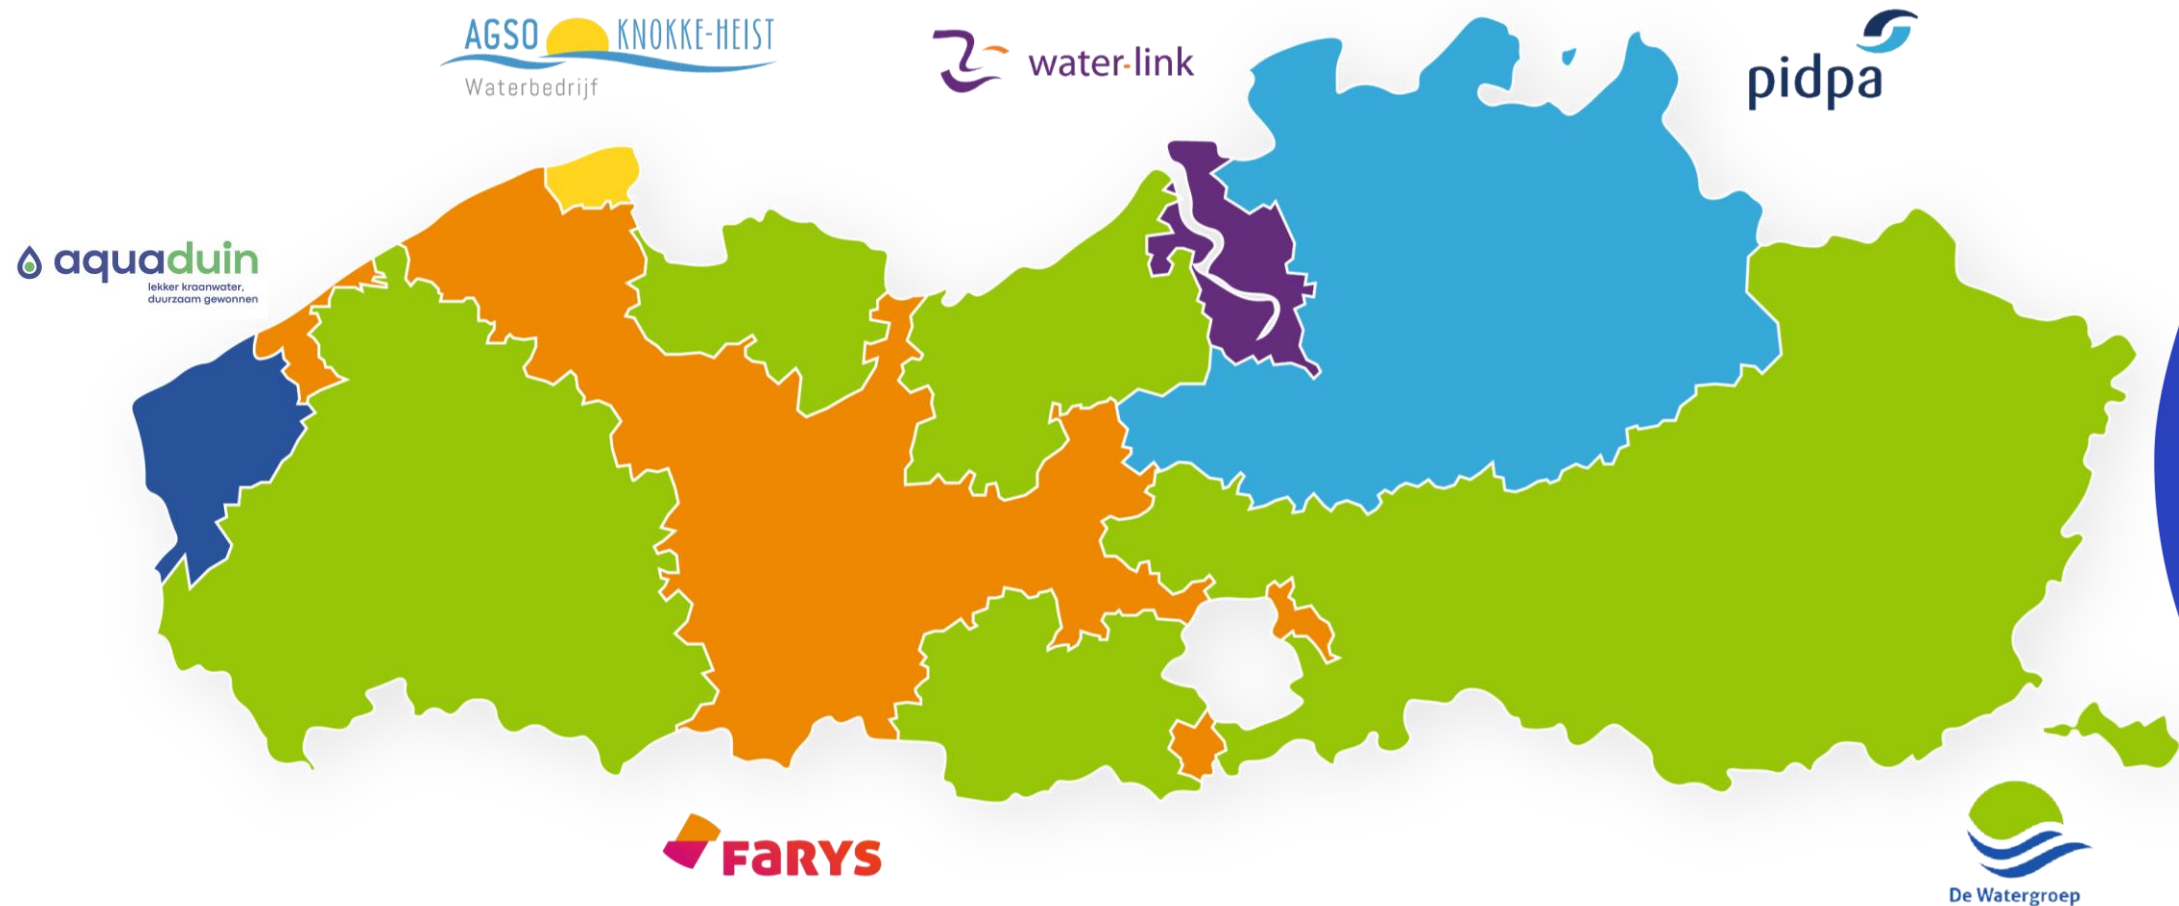 AGSO KNOKKE-HEIST
Waterbedrijf
water-link
pidpa
aquaduin
lekker kraanwater,
duurzaam gewonnen
FARYS
De Watergroep